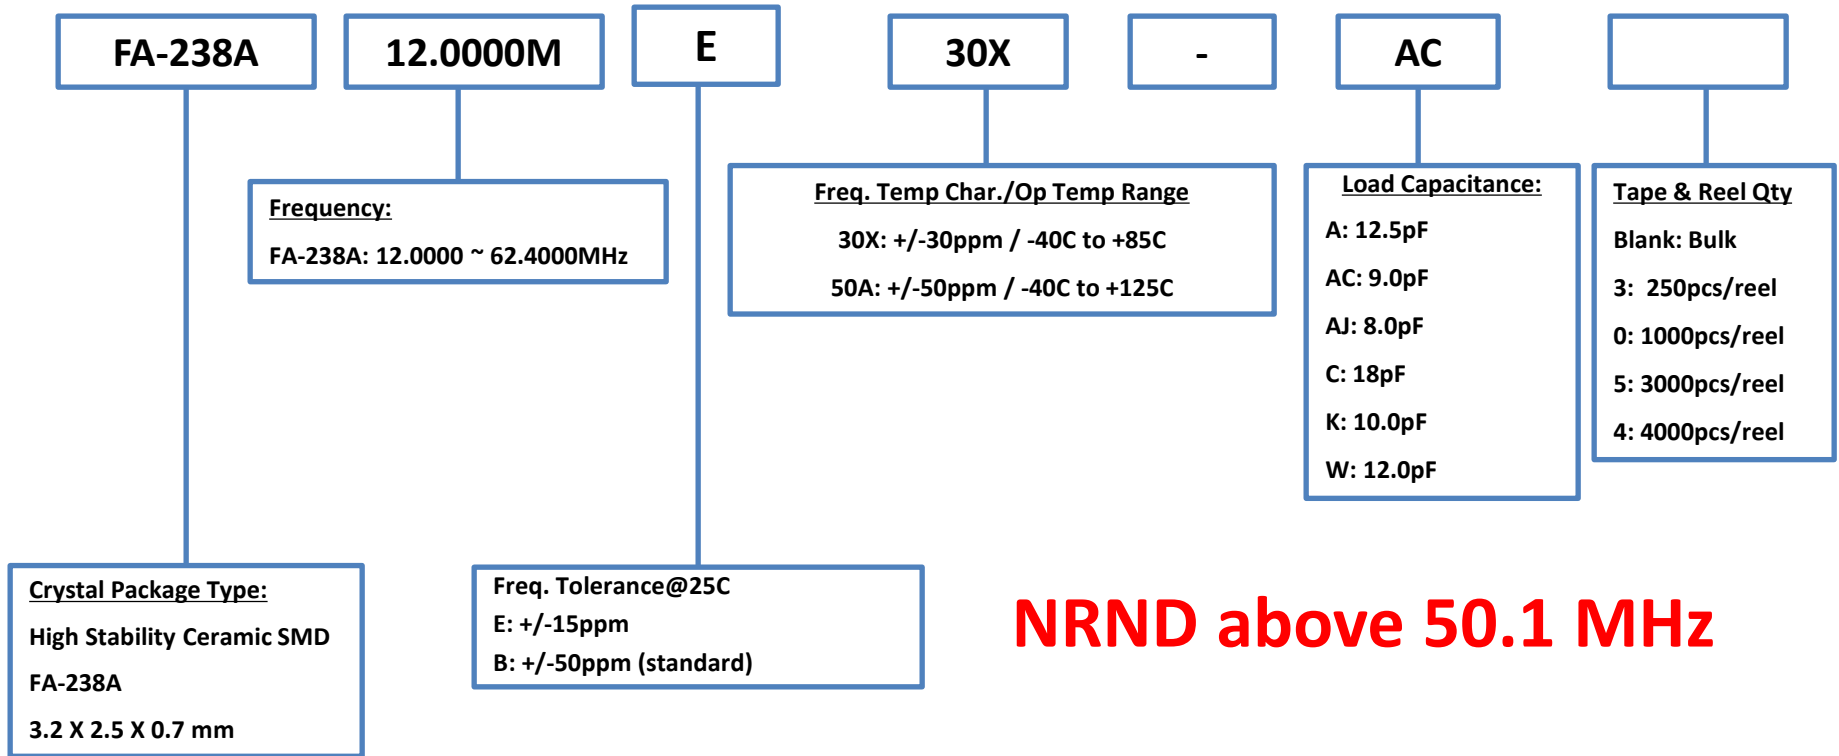 FA-238A
12.0000M
E
30X
-
AC
Frequency:
FA-238A: 12.0000 ~ 62.4000MHz
Freq. Temp Char./Op Temp Range
30X: +/-30ppm / -40C to +85C
50A: +/-50ppm / -40C to +125C
Load Capacitance:
A: 12.5pF
AC: 9.0pF
AJ: 8.0pF
C: 18pF
K: 10.0pF
W: 12.0pF
Tape & Reel Qty
Blank: Bulk
3:  250pcs/reel
0: 1000pcs/reel
5: 3000pcs/reel
4: 4000pcs/reel
Crystal Package Type:
High Stability Ceramic SMD
FA-238A
3.2 X 2.5 X 0.7 mm
Freq. Tolerance@25C
E: +/-15ppm
B: +/-50ppm (standard)
NRND above 50.1 MHz